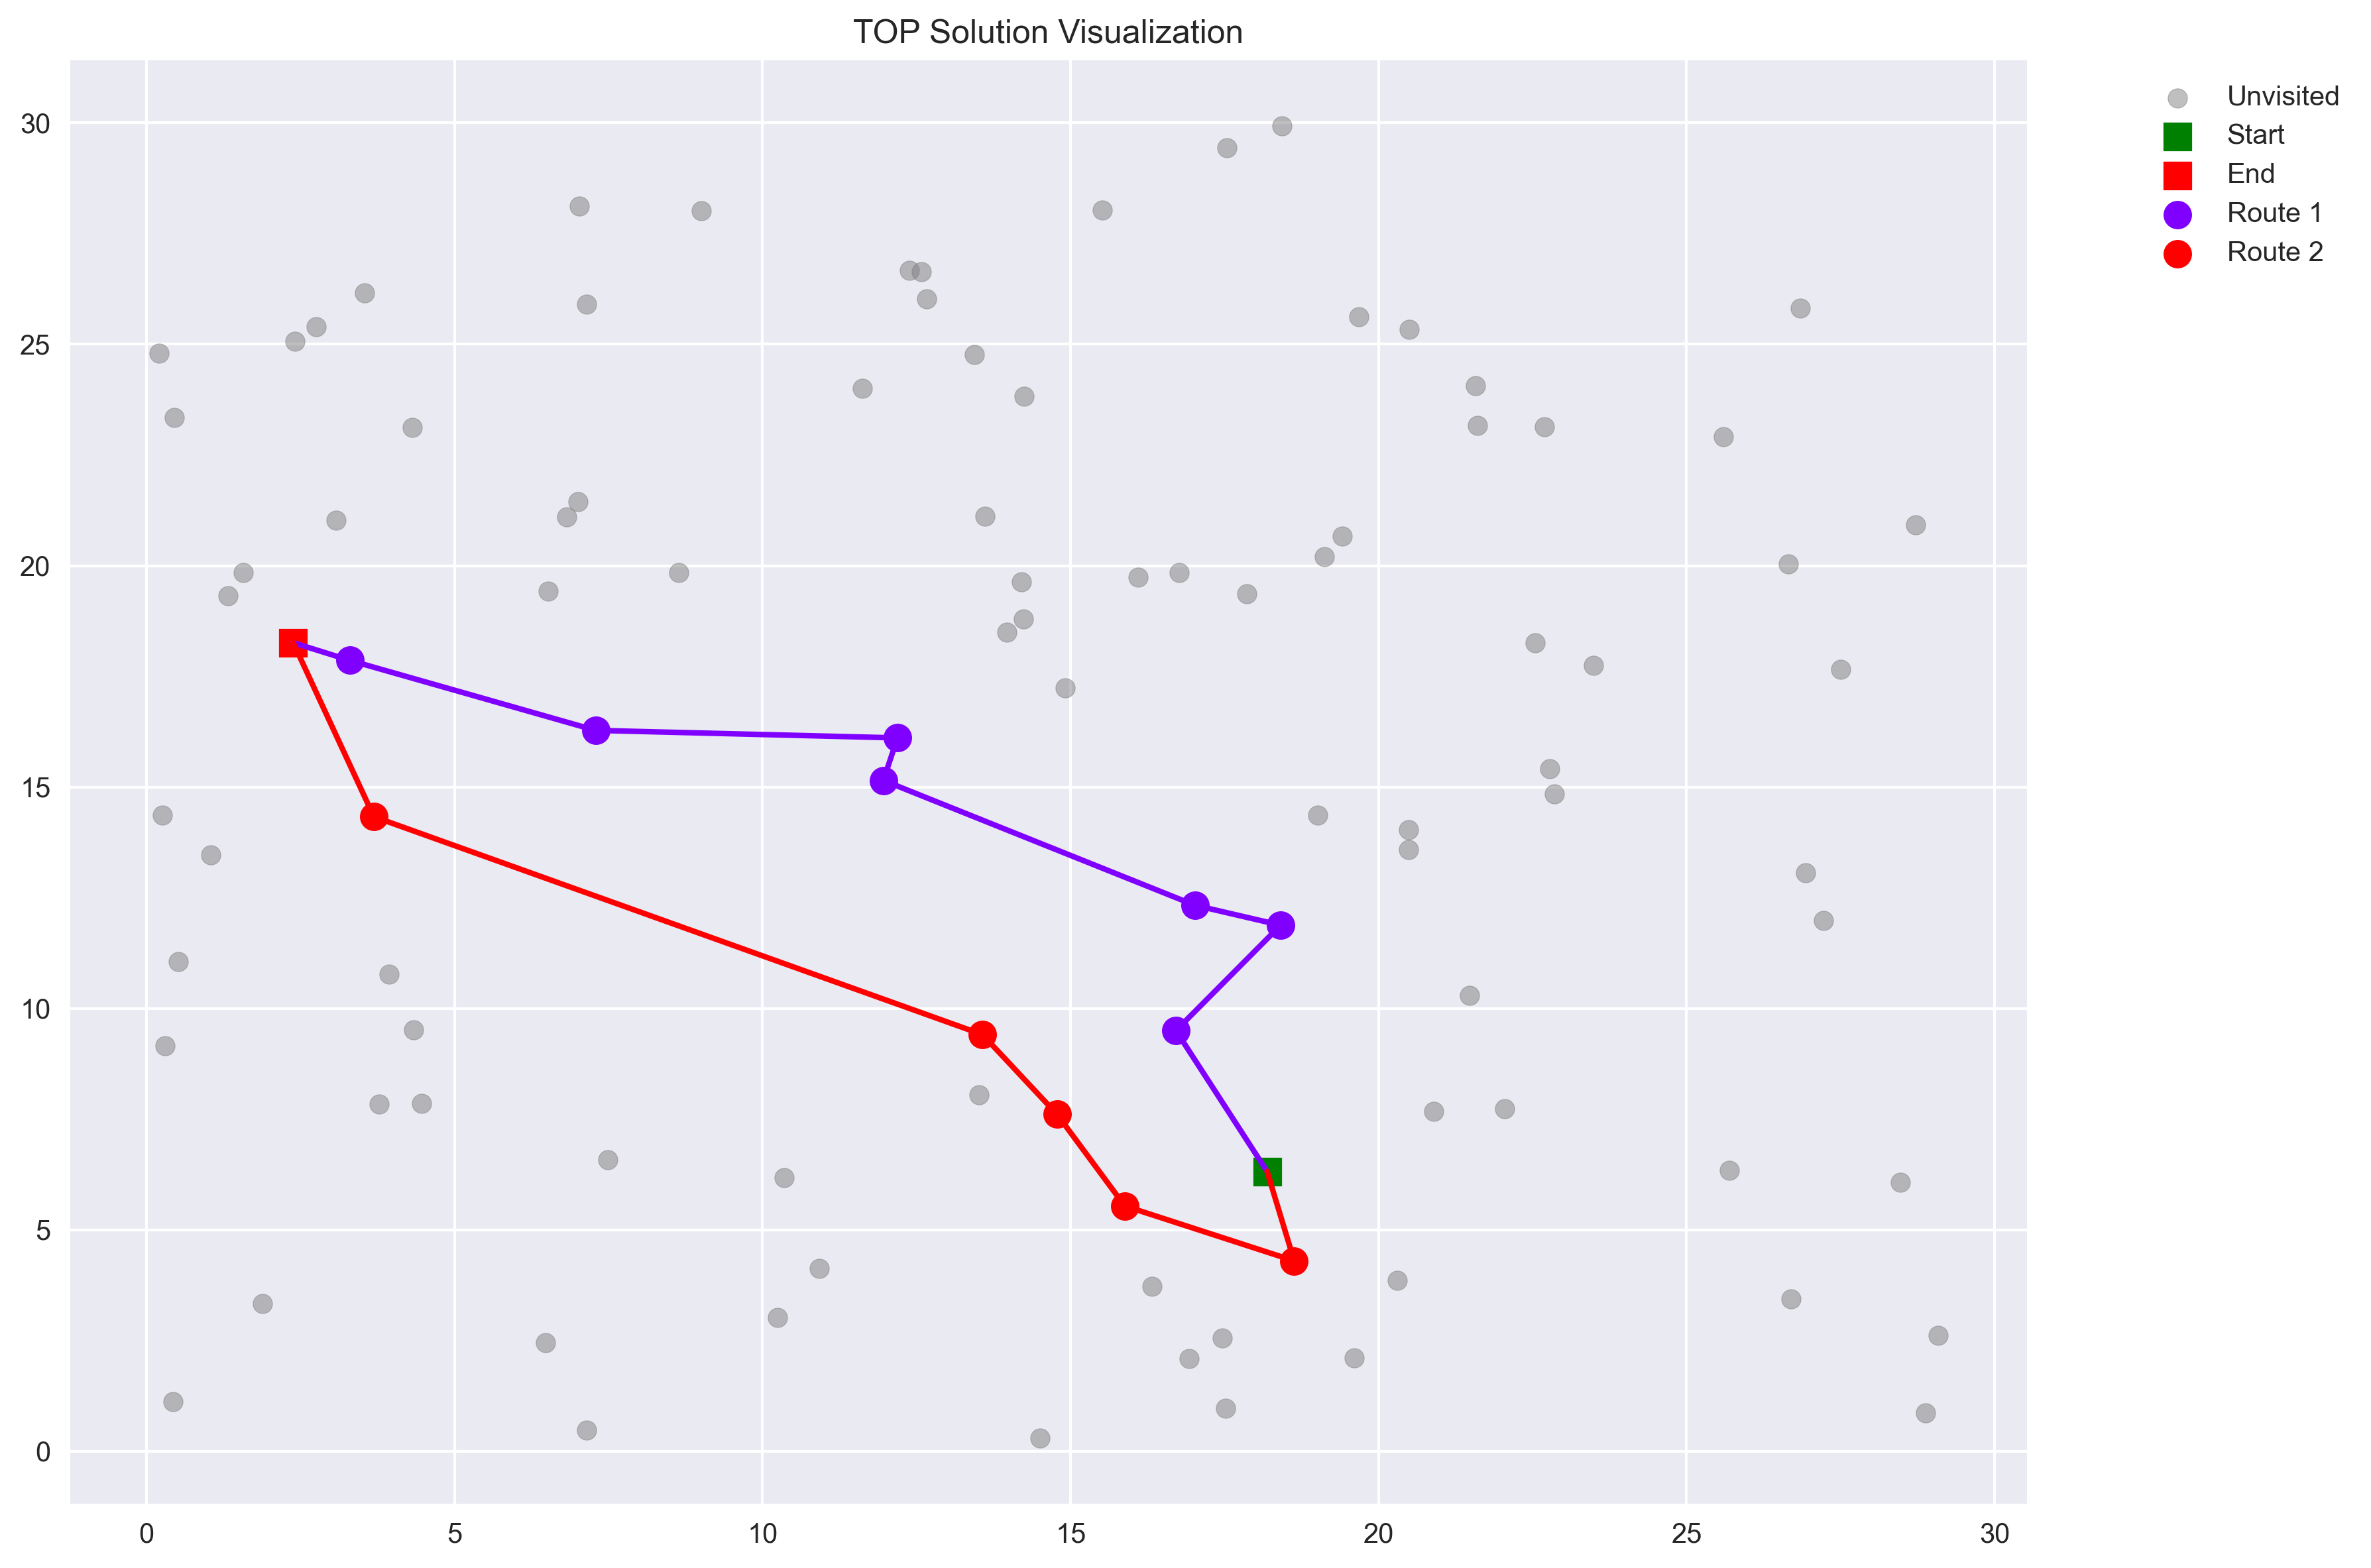 TOP Solution Visualization
Unvisited
Start
End
Route 1
Route 2
30
25
20
15
10
5
0
0 5 10 15 20 25 30